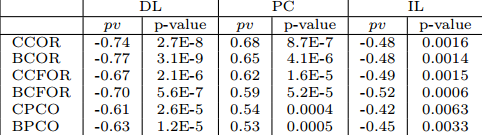 DL PC IL
pv p-value pv p-value pv p-value
CCOR -0.74 2.7E-8 0.68 8.7E-7 -0.48 0.0016
BCOR -0.77 3.1E-9 0.65 4.1E-6 -0.48 0.0014
CCFOR -0.67 2.1E-6 0.62 1.6E-5 -0.49 0.0015
BCFOR -0.70 5.6E-7 0.59 5.2E-5 -0.52 0.0006
CPCO -0.61 2.6E-5 0.54 0.0004 -0.42 0.0063
BPCO -0.63 1.2E-5 0.53 0.0005 -0.45 0.0033